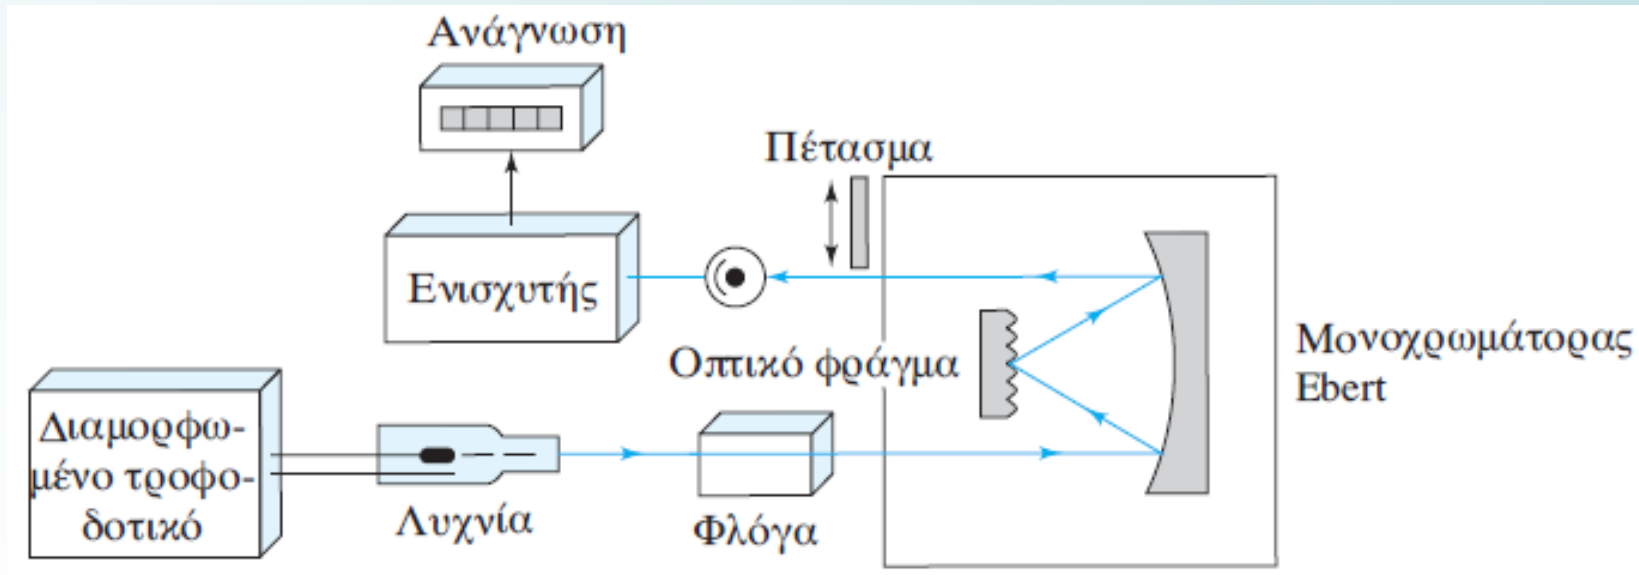 Ανάγνωση
Πέτασμα
Ενισχυτής
Οπτικό φράγμα
Μονοχρωμάτορας
Ebert
Διαμορφω-
μένο τροφο-
δοτικό
Λυχνία
Φλόγα